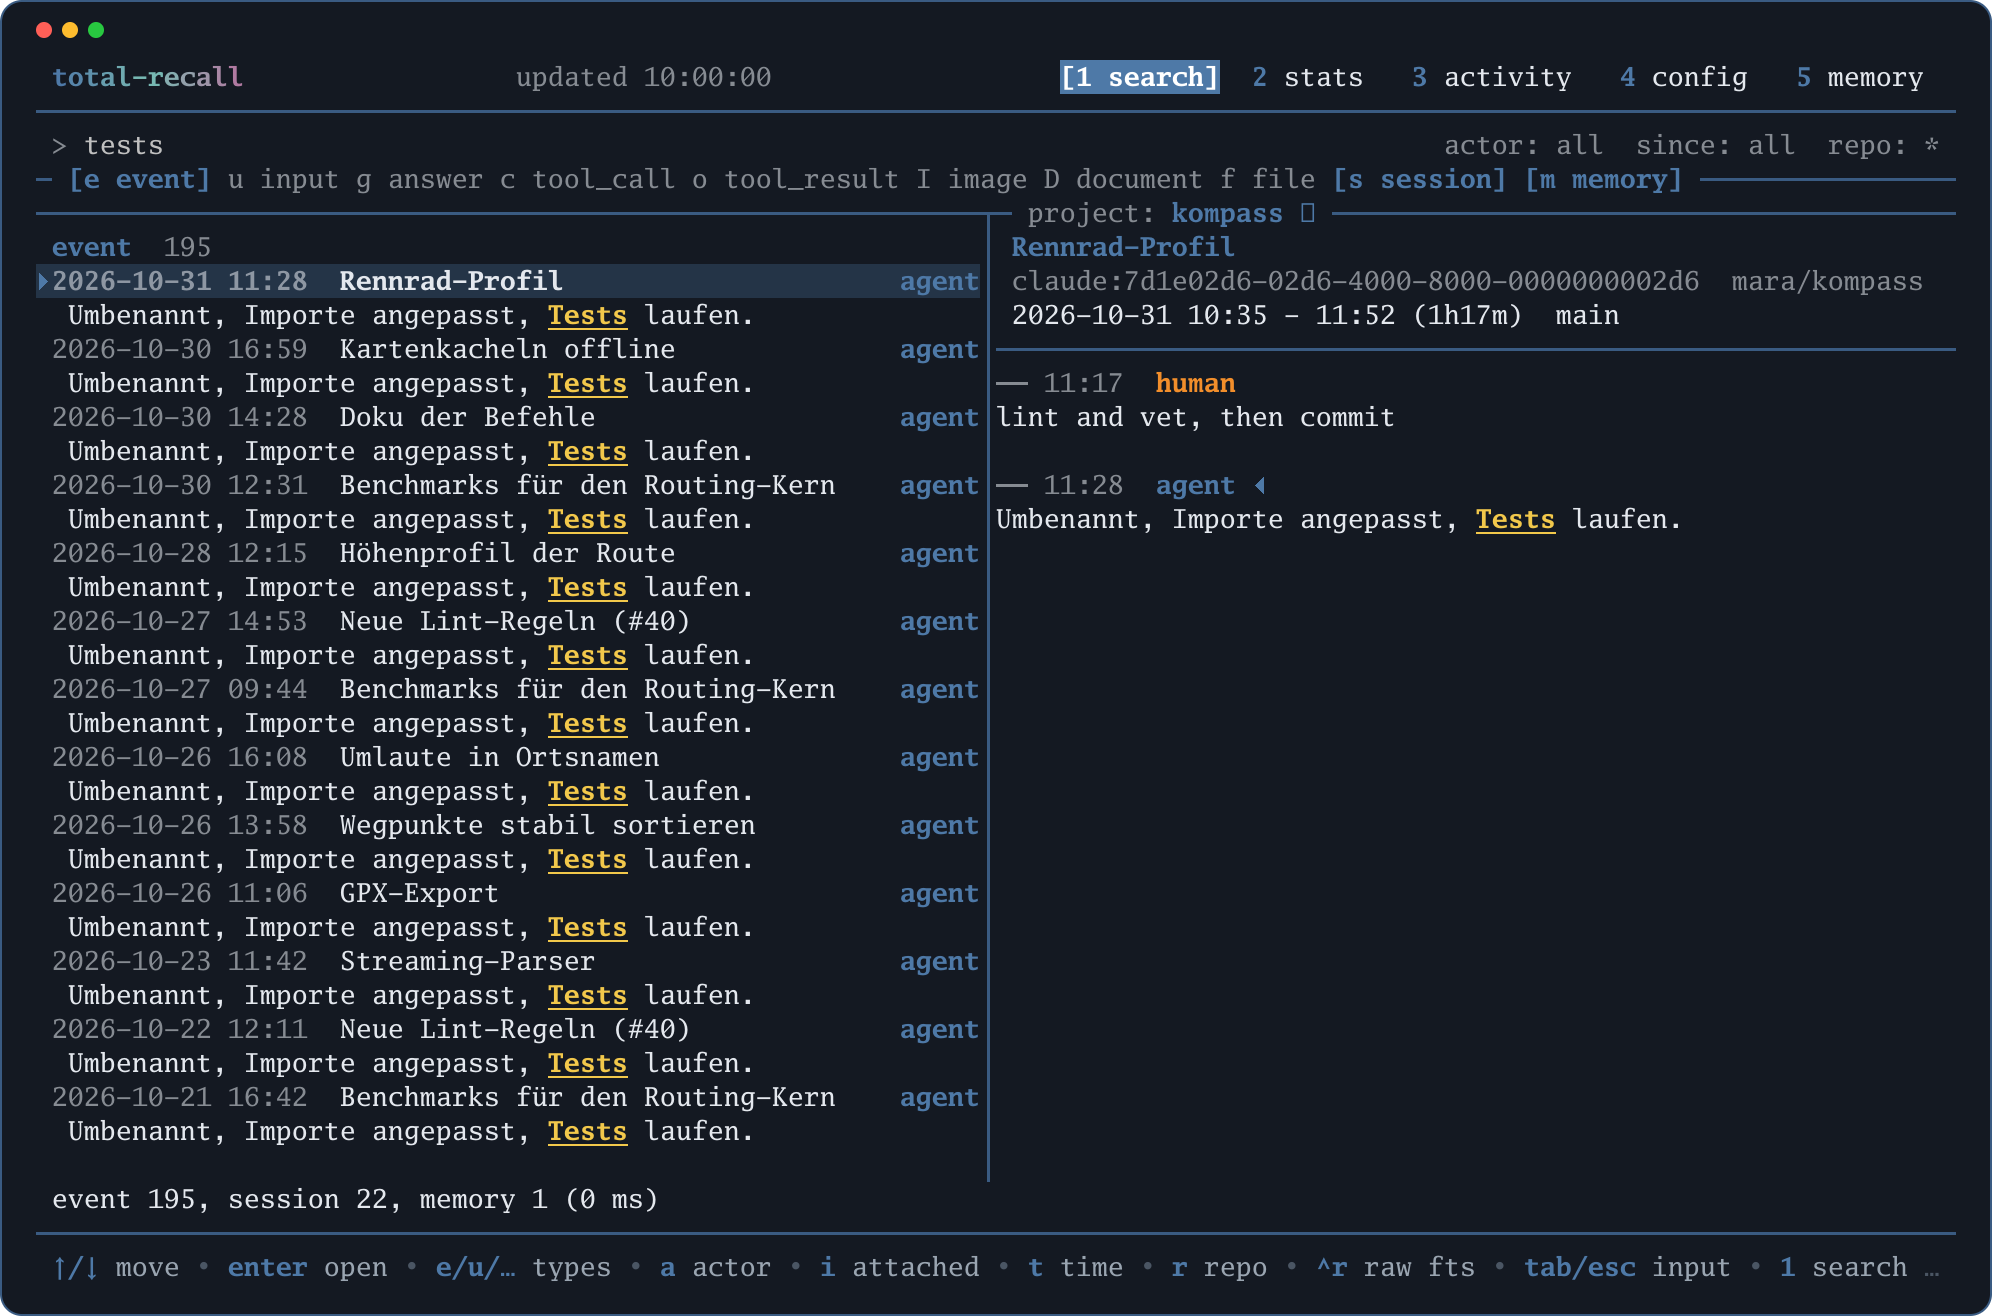 total-recall updated 10:00:00 [1 search] 2 stats 3 activity 4 config 5 memory
> tests actor: all since: all repo: *
[e event] u input g answer c tool_call o tool_result I image D document f file [s session] [m memory]
event 195
2026-10-31 11:28 Rennrad-Profil agent
Umbenannt, Importe angepasst, Tests laufen.
2026-10-30 16:59 Kartenkacheln offline agent
Umbenannt, Importe angepasst, Tests laufen.
2026-10-30 14:28 Doku der Befehle agent
Umbenannt, Importe angepasst, Tests laufen.
2026-10-30 12:31 Benchmarks für den Routing-Kern agent
Umbenannt, Importe angepasst, Tests laufen.
2026-10-28 12:15 Höhenprofil der Route agent
Umbenannt, Importe angepasst, Tests laufen.
2026-10-27 14:53 Neue Lint-Regeln (#40) agent
Umbenannt, Importe angepasst, Tests laufen.
2026-10-27 09:44 Benchmarks für den Routing-Kern agent
Umbenannt, Importe angepasst, Tests laufen.
2026-10-26 16:08 Umlaute in Ortsnamen agent
Umbenannt, Importe angepasst, Tests laufen.
2026-10-26 13:58 Wegpunkte stabil sortieren agent
Umbenannt, Importe angepasst, Tests laufen.
2026-10-26 11:06 GPX-Export agent
Umbenannt, Importe angepasst, Tests laufen.
2026-10-23 11:42 Streaming-Parser agent
Umbenannt, Importe angepasst, Tests laufen.
2026-10-22 12:11 Neue Lint-Regeln (#40) agent
Umbenannt, Importe angepasst, Tests laufen.
2026-10-21 16:42 Benchmarks für den Routing-Kern agent
Umbenannt, Importe angepasst, Tests laufen.
project: kompass
Rennrad-Profil
claude:7d1e02d6-02d6-4000-8000-0000000002d6 mara/kompass
2026-10-31 10:35 - 11:52 (1h17m) main
── 11:17 human
lint and vet, then commit
── 11:28 agent
Umbenannt, Importe angepasst, Tests laufen.
event 195, session 22, memory 1 (0 ms)
↑/↓ move • enter open • e/u/… types • a actor • i attached • t time • r repo • ^r raw fts • tab/esc input • 1 search …